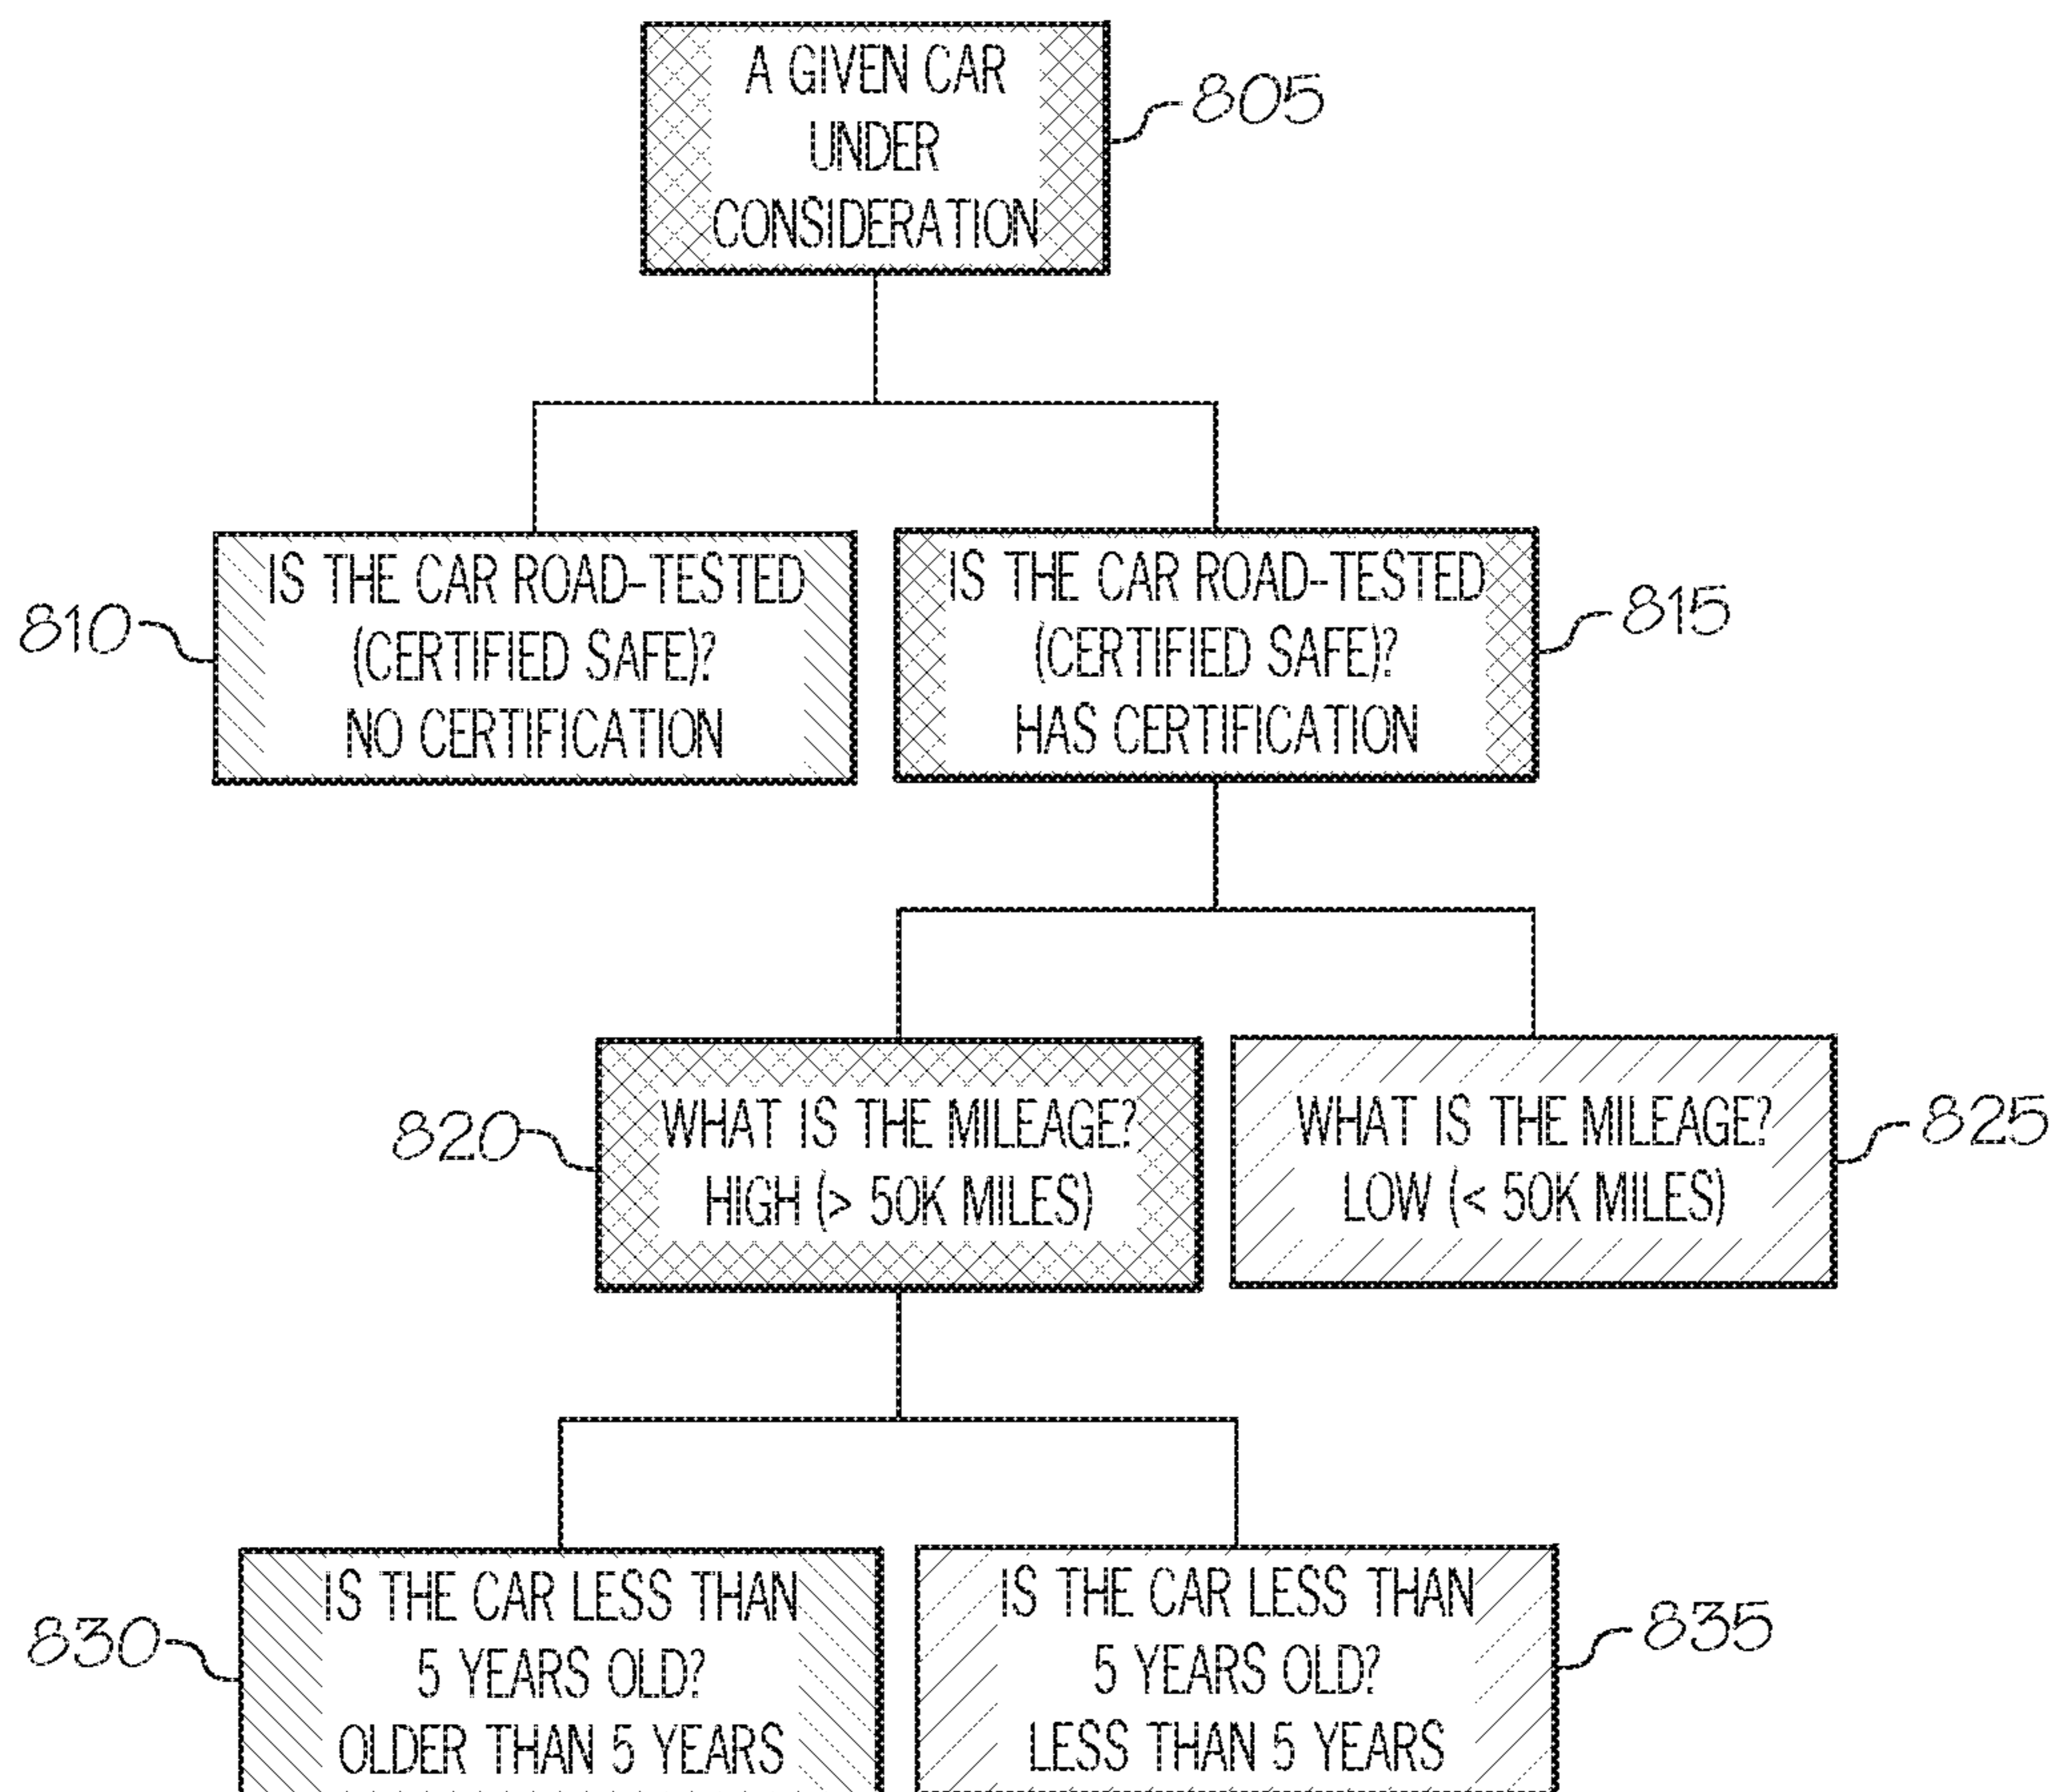 A GIVEN CAR
UNDER
CONSIDERATION
805
IS THE CAR ROAD-TESTED
(CERTIFIED SAFE)?
NO CERTIFICATION
810
IS THE CAR ROAD-TESTED
(CERTIFIED SAFE)?
HAS CERTIFICATION
815
WHAT IS THE MILEAGE?
HIGH (> 50K MILES)
820
WHAT IS THE MILEAGE?
LOW (< 50K MILES)
825
IS THE CAR LESS THAN
5 YEARS OLD?
OLDER THAN 5 YEARS
830
IS THE CAR LESS THAN
5 YEARS OLD?
LESS THAN 5 YEARS
835